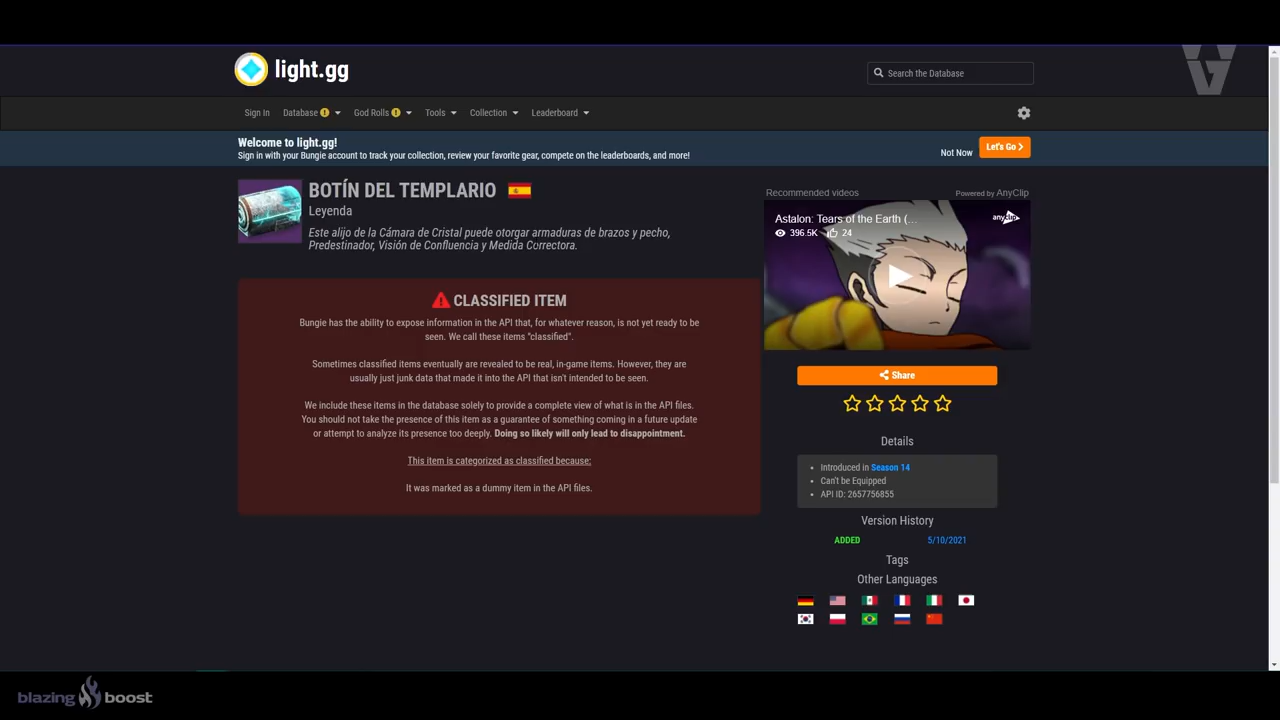 light.gg
Search the Database
Sign In
Database
God Rolls
Tools
Collection
Leaderboard
Welcome to light.gg!
Sign in with your Bungie account to track your collection, review your favorite gear, compete on the leaderboards, and more!
Not Now
Let's Go
BOTÍN DEL TEMPLARIO
Leyenda
Este alijo de la Cámara de Cristal puede otorgar armaduras de brazos y pecho,
Predestinador, Visión de Confluencia y Medida Correctora.
CLASSIFIED ITEM
Bungie has the ability to expose information in the API that, for whatever reason, is not yet ready to be
seen. We call these items "classified".
Sometimes classified items eventually are revealed to be real, in-game items. However, they are
usually just junk data that made it into the API that isn't intended to be seen.
We include these items in the database solely to provide a complete view of what is in the API files.
You should not take the presence of this item as a guarantee of something coming in a future update
or attempt to analyze its presence too deeply. Doing so likely will only lead to disappointment.
This item is categorized as classified because:
It was marked as a dummy item in the API files.
Recommended videos
Powered by AnyClip
Astalon: Tears of the Earth (...
anyclip
396.5K
24
Share
Details
Introduced in Season 14
Can't be Equipped
API ID: 2657756855
Version History
ADDED
5/10/2021
Tags
Other Languages
blazing boost